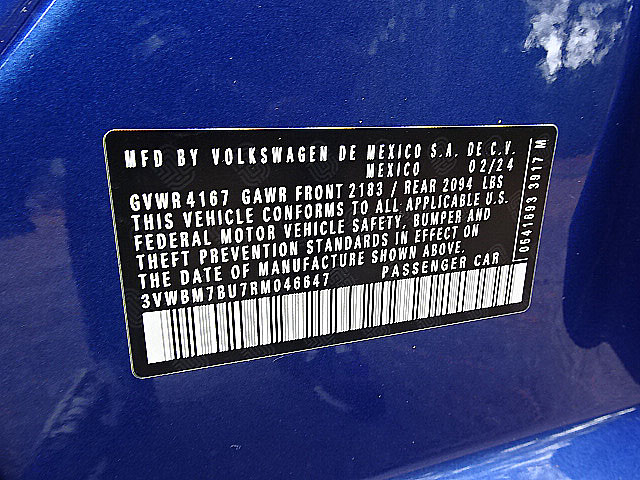 MFD BY VOLKSWAGEN DE MEXICO S.A. DE C.V.
MEXICO 02/24
GVWR 4167 GAWR FRONT 2183 / REAR 2094 LBS
THIS VEHICLE CONFORMS TO ALL APPLICABLE U.S.
FEDERAL MOTOR VEHICLE SAFETY, BUMPER AND
THEFT PREVENTION STANDARDS IN EFFECT ON
THE DATE OF MANUFACTURE SHOWN ABOVE.
3VWBM7BU7RM046647 PASSENGER CAR
0541693 3917 M